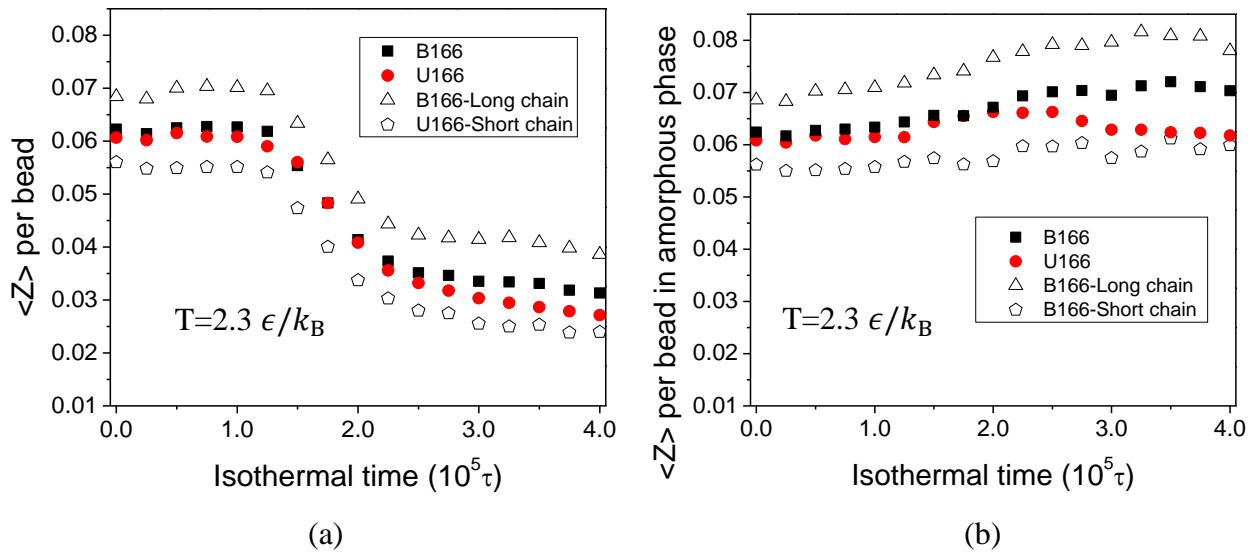 <Z> per bead
0.08
0.07
0.06
0.05
0.04
0.03
0.02
0.01
B166
U166
B166-Long chain
U166-Short chain
T=2.3 ϵ/k_B
0.0 1.0 2.0 3.0 4.0
Isothermal time (10⁵τ)
(a)
<Z> per bead in amorphous phase
0.08
0.07
0.06
0.05
0.04
0.03
0.02
0.01
B166
U166
B166-Long chain
B166-Short chain
T=2.3 ϵ/k_B
0.0 1.0 2.0 3.0 4.0
Isothermal time (10⁵τ)
(b)